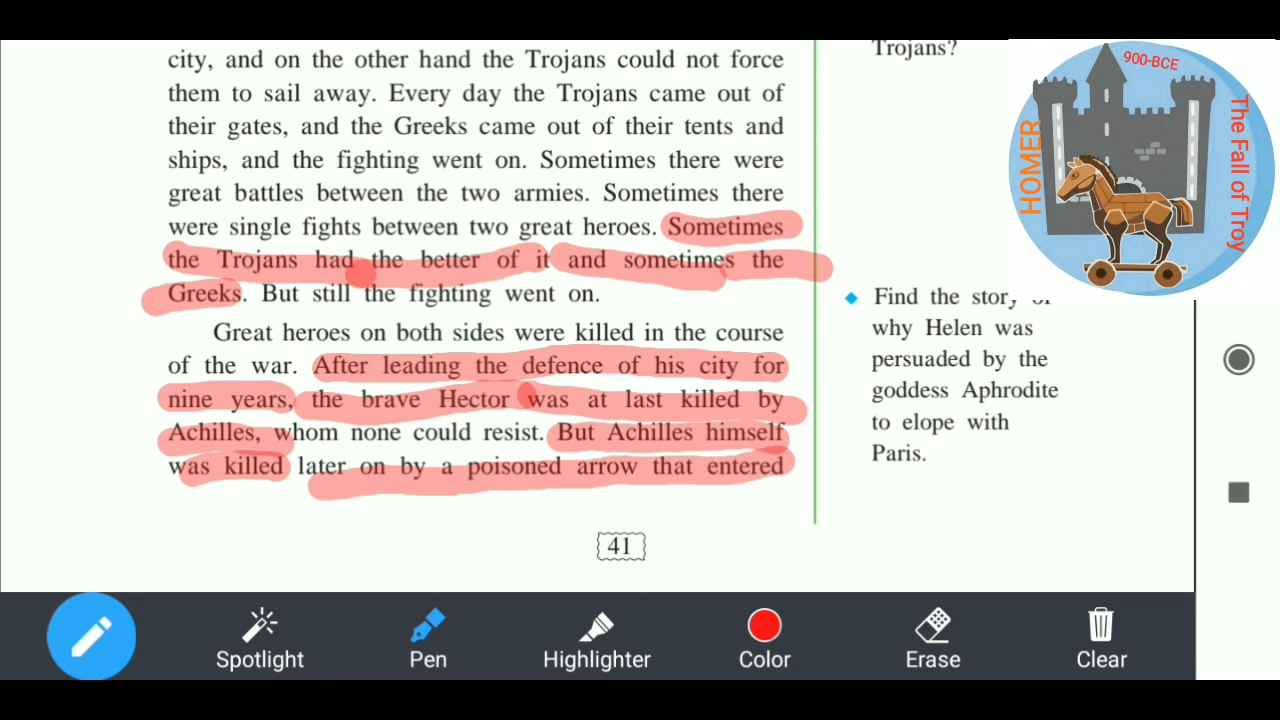 city, and on the other hand the Trojans could not force
them to sail away. Every day the Trojans came out of
their gates, and the Greeks came out of their tents and
ships, and the fighting went on. Sometimes there were
great battles between the two armies. Sometimes there
were single fights between two great heroes. Sometimes
the Trojans had the better of it and sometimes the
Greeks. But still the fighting went on.
Great heroes on both sides were killed in the course
of the war. After leading the defence of his city for
nine years, the brave Hector was at last killed by
Achilles, whom none could resist. But Achilles himself
was killed later on by a poisoned arrow that entered
41
Trojans?
Find the story of
why Helen was
persuaded by the
goddess Aphrodite
to elope with
Paris.
900-BCE
HOMER
The Fall of Troy
Spotlight
Pen
Highlighter
Color
Erase
Clear